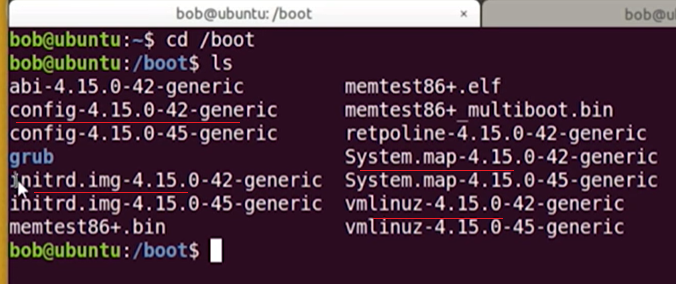 bob@ubuntu: /boot × bob@u
bob@ubuntu:~$ cd /boot
bob@ubuntu:/boot$ ls
abi-4.15.0-42-generic memtest86+.elf
config-4.15.0-42-generic memtest86+_multiboot.bin
config-4.15.0-45-generic retpoline-4.15.0-42-generic
grub System.map-4.15.0-42-generic
initrd.img-4.15.0-42-generic System.map-4.15.0-45-generic
initrd.img-4.15.0-45-generic vmlinuz-4.15.0-42-generic
memtest86+.bin vmlinuz-4.15.0-45-generic
bob@ubuntu:/boot$